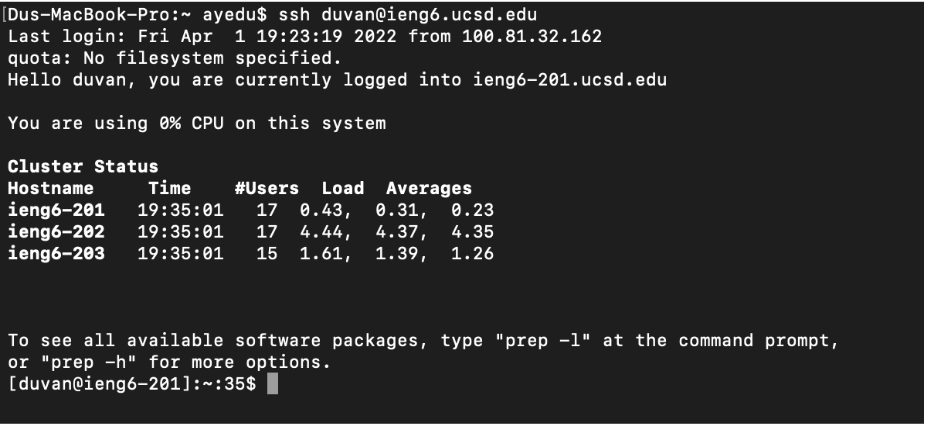 [Dus-MacBook-Pro:~ ayedu$ ssh duvan@ieng6.ucsd.edu
Last login: Fri Apr  1 19:23:19 2022 from 100.81.32.162
quota: No filesystem specified.
Hello duvan, you are currently logged into ieng6-201.ucsd.edu
You are using 0% CPU on this system
Cluster Status
Hostname     Time    #Users  Load  Averages
ieng6-201   19:35:01   17  0.43,  0.31,  0.23
ieng6-202   19:35:01   17  4.44,  4.37,  4.35
ieng6-203   19:35:01   15  1.61,  1.39,  1.26
To see all available software packages, type "prep -l" at the command prompt,
or "prep -h" for more options.
[duvan@ieng6-201]:~:35$